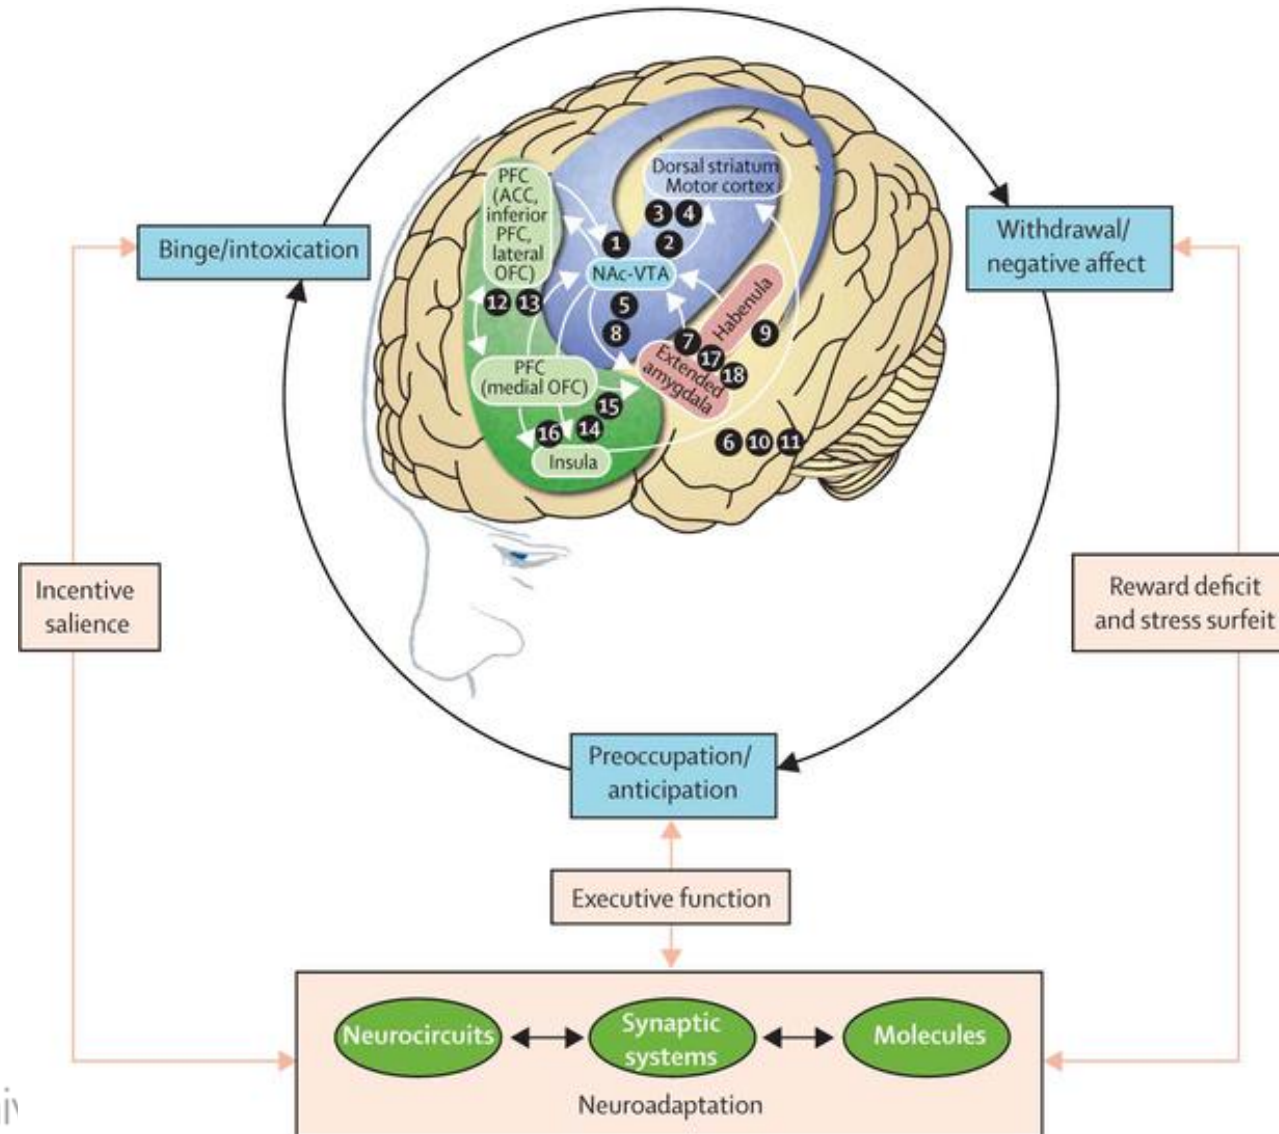 PFC
(ACC,
inferior
PFC,
lateral
OFC)
Dorsal striatum
Motor cortex
3 4
1 2
Binge/intoxication
Withdrawal/
negative affect
NAc-VTA
12 13
5
8
Habenula
7
9
17
18
Extended
amygdala
PFC
(medial OFC)
15
16 14
6 10 11
Insula
Incentive
salience
Reward deficit
and stress surfeit
Preoccupation/
anticipation
Executive function
Neurocircuits
Synaptic
systems
Molecules
Neuroadaptation